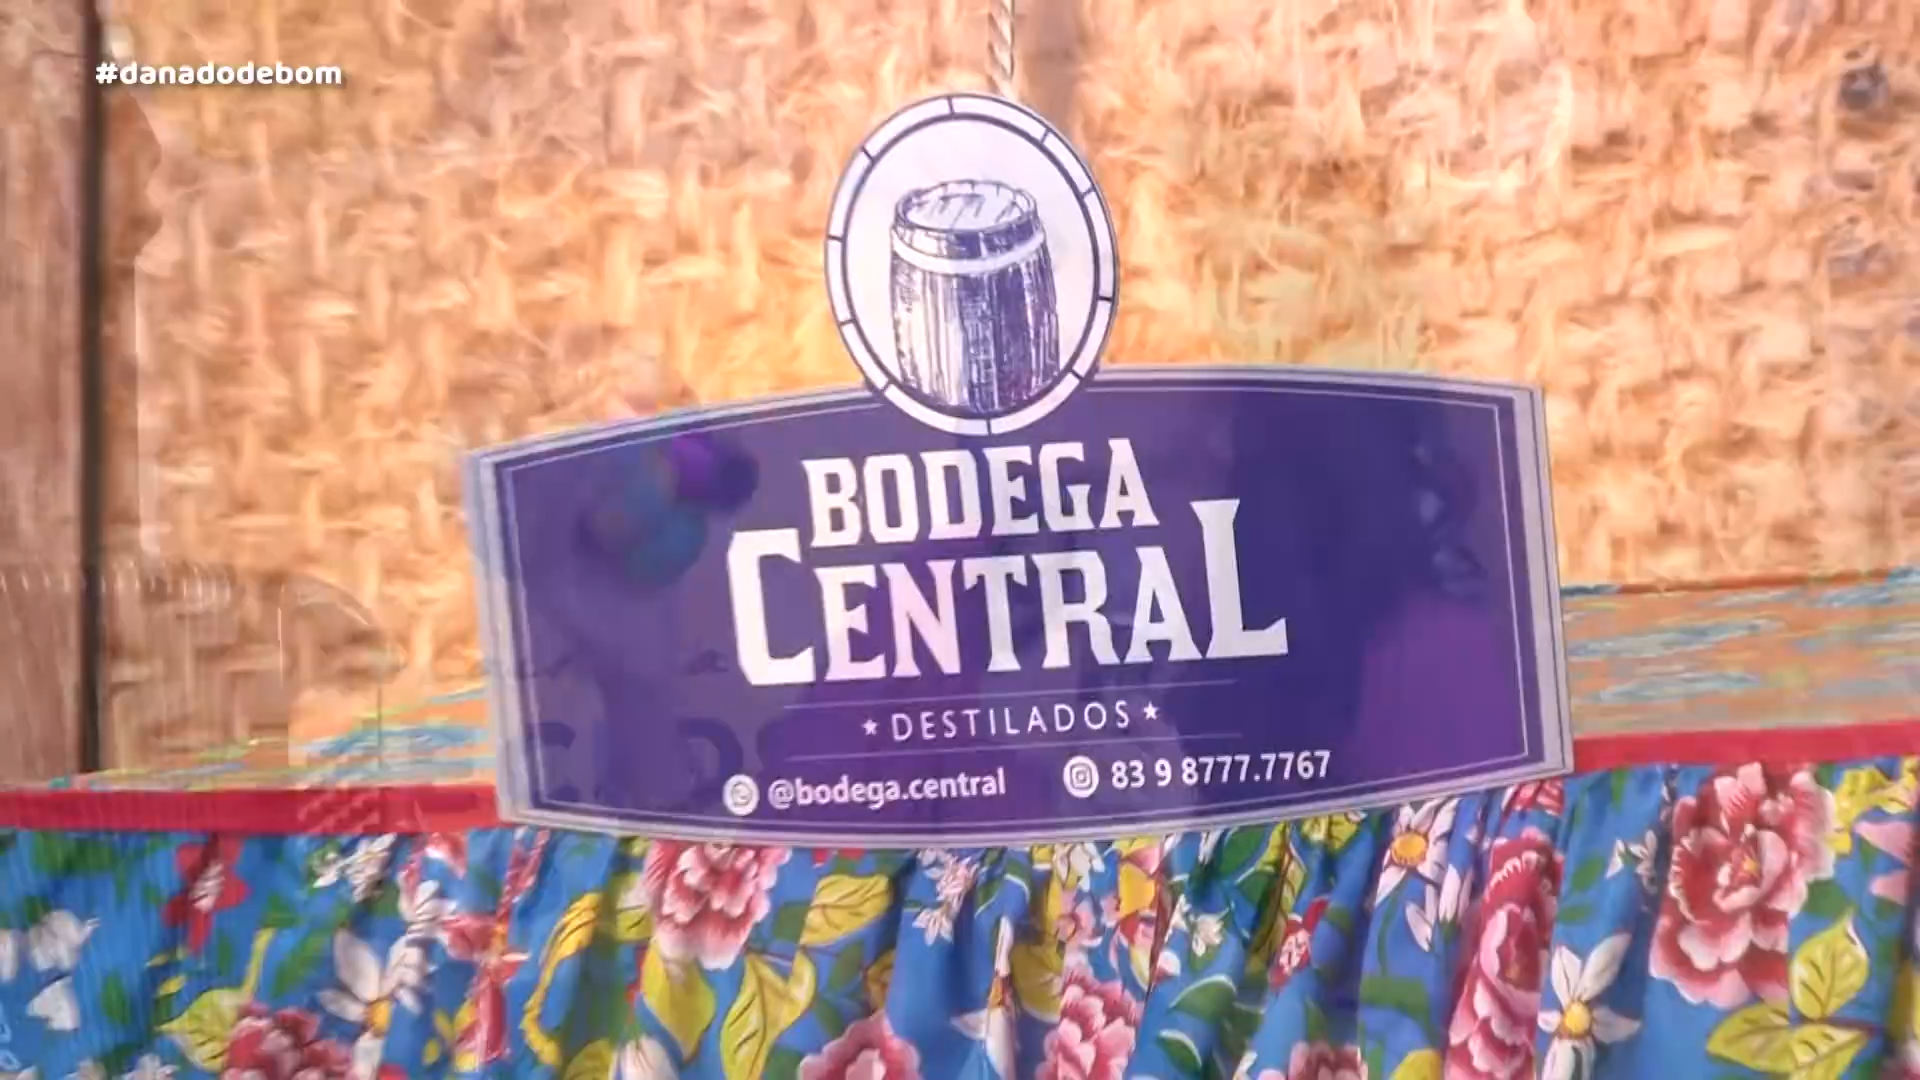 #danadodebom
BODEGA
CENTRAL
★ DESTILADOS ★
@bodega.central 83 9 8777.7767